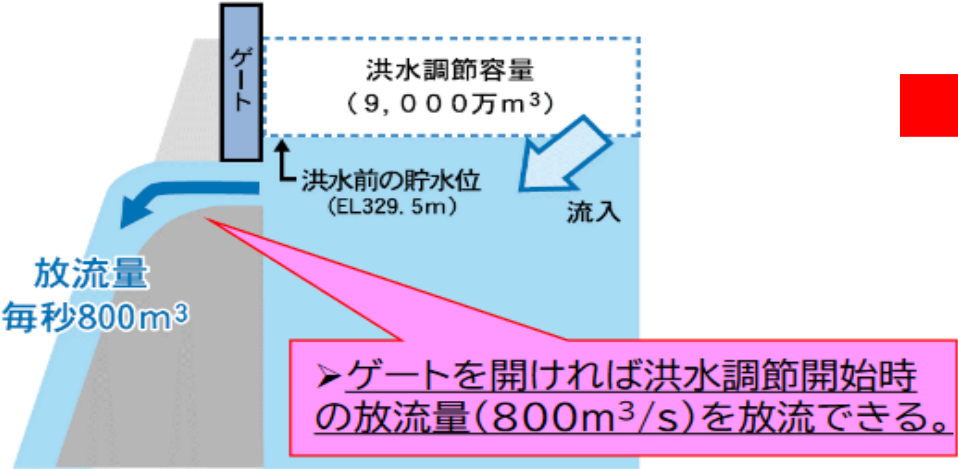 ゲート
洪水調節容量
(9,000万m³)
洪水前の貯水位
(EL329.5m)
流入
放流量
毎秒800m³
➢ゲートを開ければ洪水調節開始時
の放流量(800m³/s)を放流できる。